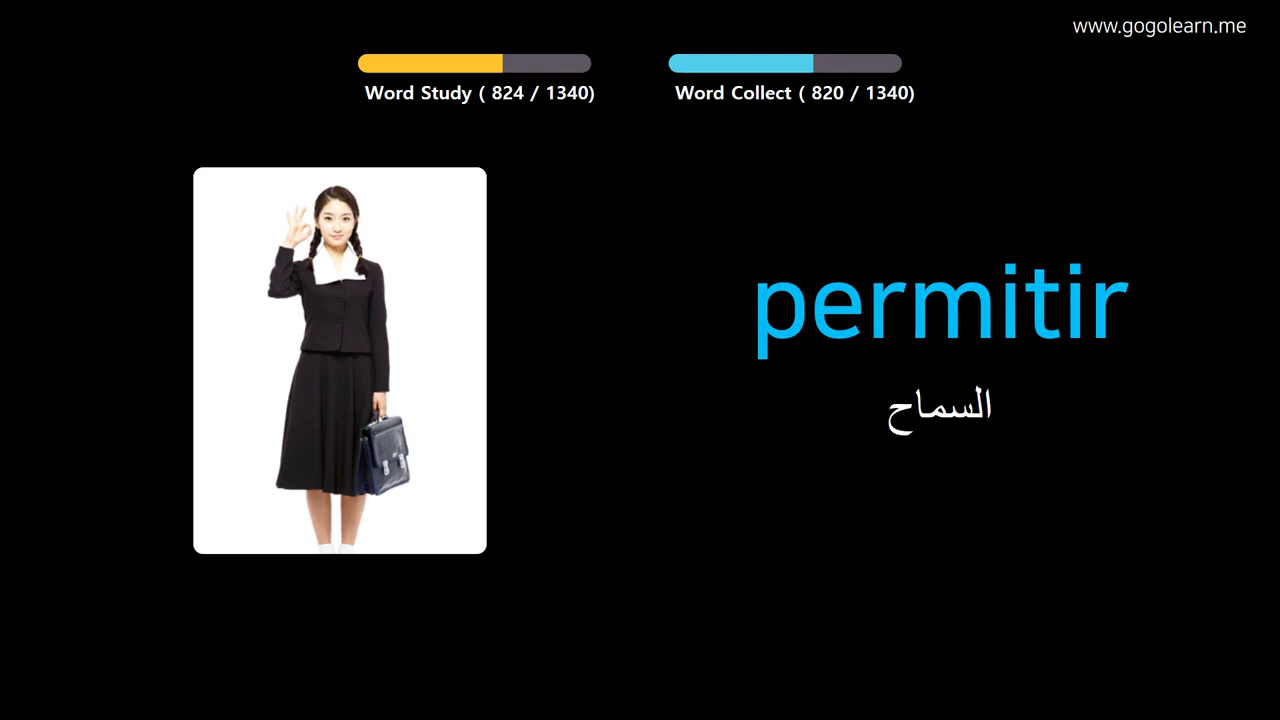 www.gogolearn.me
Word Study ( 824 / 1340)
Word Collect ( 820 / 1340)
permitir
السماح